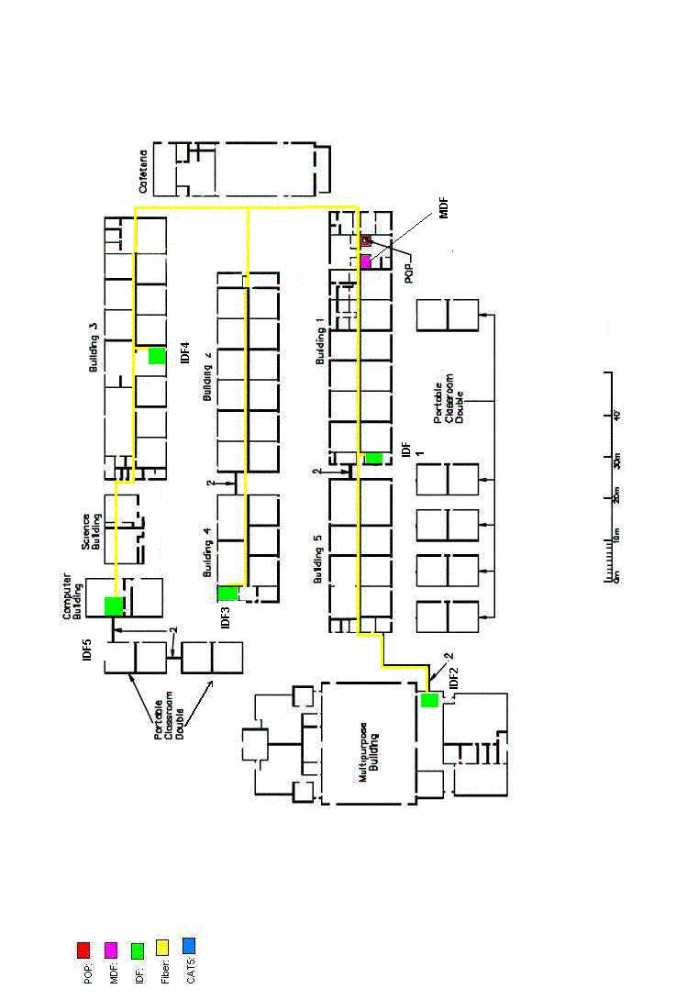 Cafeteria
MDF
POP
Building 3
IDF4
Building 2
Building 1
Portable
Classroom
Double
IDF
1
2
2
Science
Building
Building 4
Building 5
Computer
Building
IDF3
IDF5
2
2
IDF2
Portable
Classroom
Double
Multipurpose
Building
0m
10m
20m
30m
40'
POP:
MDF:
IDF:
Fiber:
CAT5: